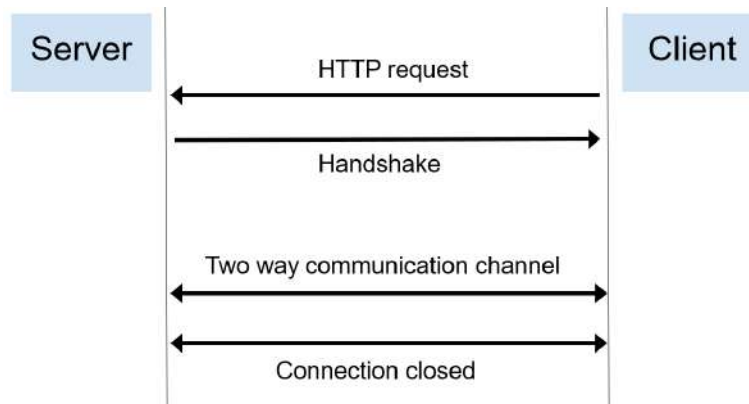 Server
Client
HTTP request
Handshake
Two way communication channel
Connection closed